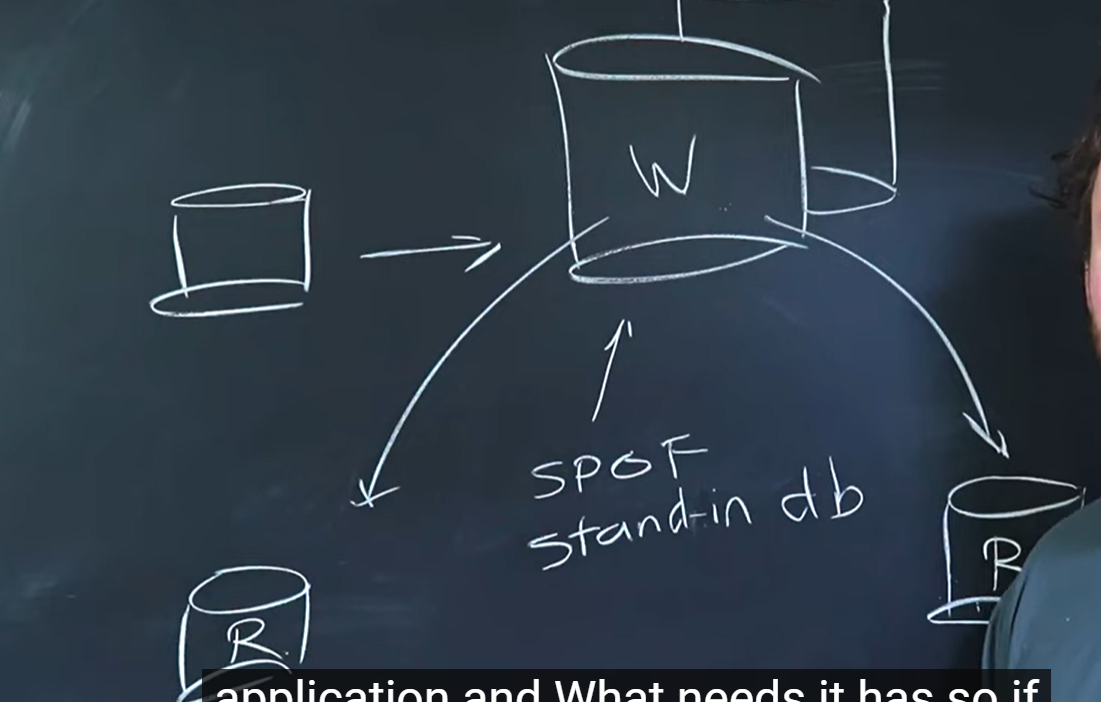 W
SPOF
stand-in db
R
R
application and What needs it has so if